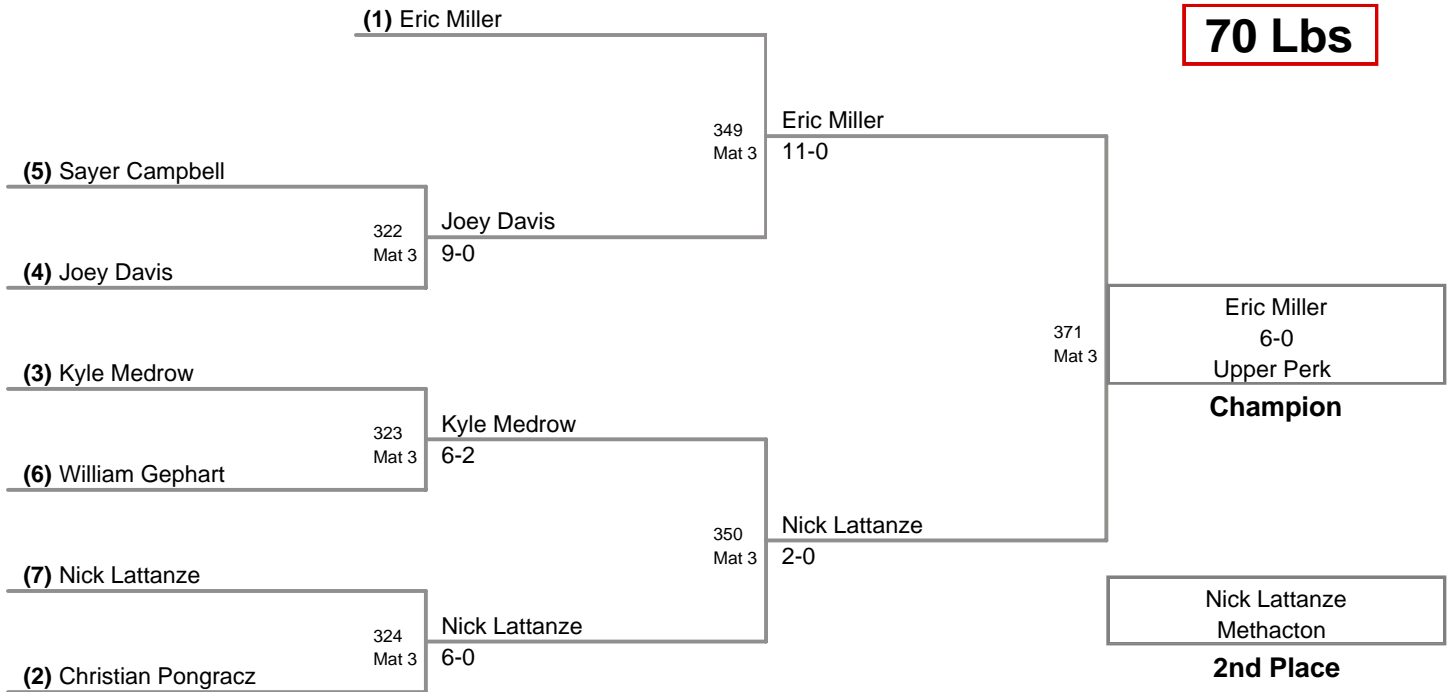 (1) Eric Miller
70 Lbs
349
Mat 3
Eric Miller
11-0
(5) Sayer Campbell
322
Mat 3
Joey Davis
9-0
(4) Joey Davis
371
Mat 3
Eric Miller
6-0
Upper Perk
Champion
(3) Kyle Medrow
323
Mat 3
Kyle Medrow
6-2
(6) William Gephart
350
Mat 3
Nick Lattanze
2-0
(7) Nick Lattanze
324
Mat 3
Nick Lattanze
6-0
(2) Christian Pongracz
Nick Lattanze
Methacton
2nd Place